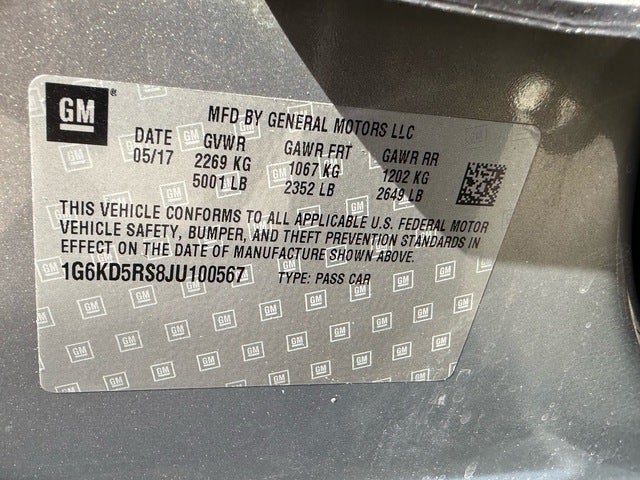 GM
MFD BY GENERAL MOTORS LLC
DATE GVWR GAWR FRT GAWR RR
05/17 2269 KG 1067 KG 1202 KG
5001 LB 2352 LB 2649 LB
THIS VEHICLE CONFORMS TO ALL APPLICABLE U.S. FEDERAL MOTOR
VEHICLE SAFETY, BUMPER, AND THEFT PREVENTION STANDARDS IN
EFFECT ON THE DATE OF MANUFACTURE SHOWN ABOVE.
1G6KD5RS8JU100567 TYPE: PASS CAR